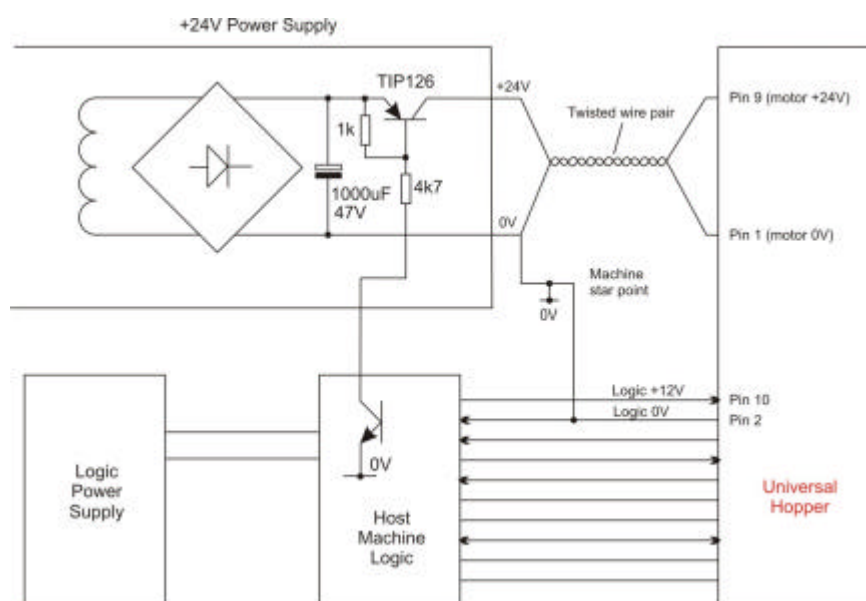 +24V Power Supply
TIP126
+24V
Pin 9 (motor +24V)
Twisted wire pair
1k
1000uF
47V
4k7
0V
Pin 1 (motor 0V)
Machine
star point
0V
Logic +12V
Pin 10
Logic 0V
Pin 2
0V
Logic
Power
Supply
Host
Machine
Logic
Universal
Hopper